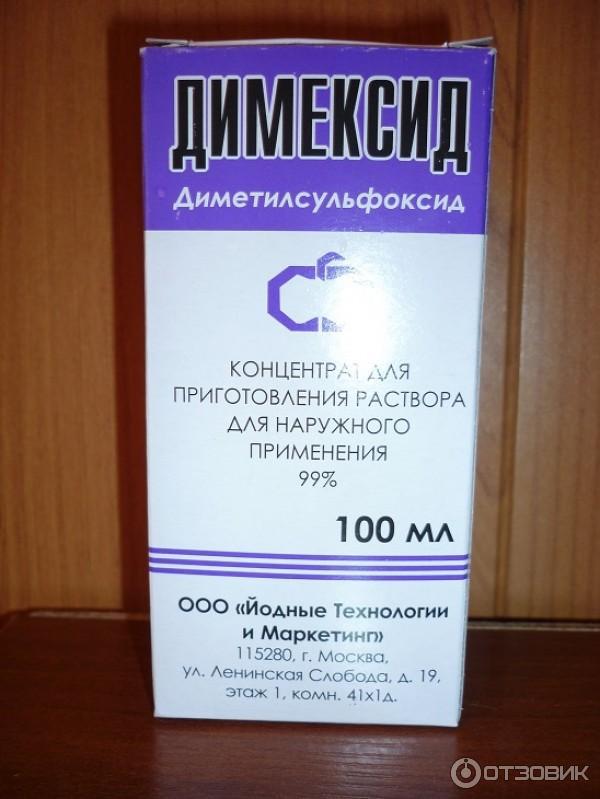 ДИМЕКСИД
Диметилсульфоксид
КОНЦЕНТРАТ ДЛЯ
ПРИГОТОВЛЕНИЯ РАСТВОРА
ДЛЯ НАРУЖНОГО
ПРИМЕНЕНИЯ
99%
100 мл
ООО «Йодные Технологии
и Маркетинг»
115280, г. Москва,
ул. Ленинская Слобода, д. 19,
этаж 1, комн. 41х1д.
ОТЗОВИК